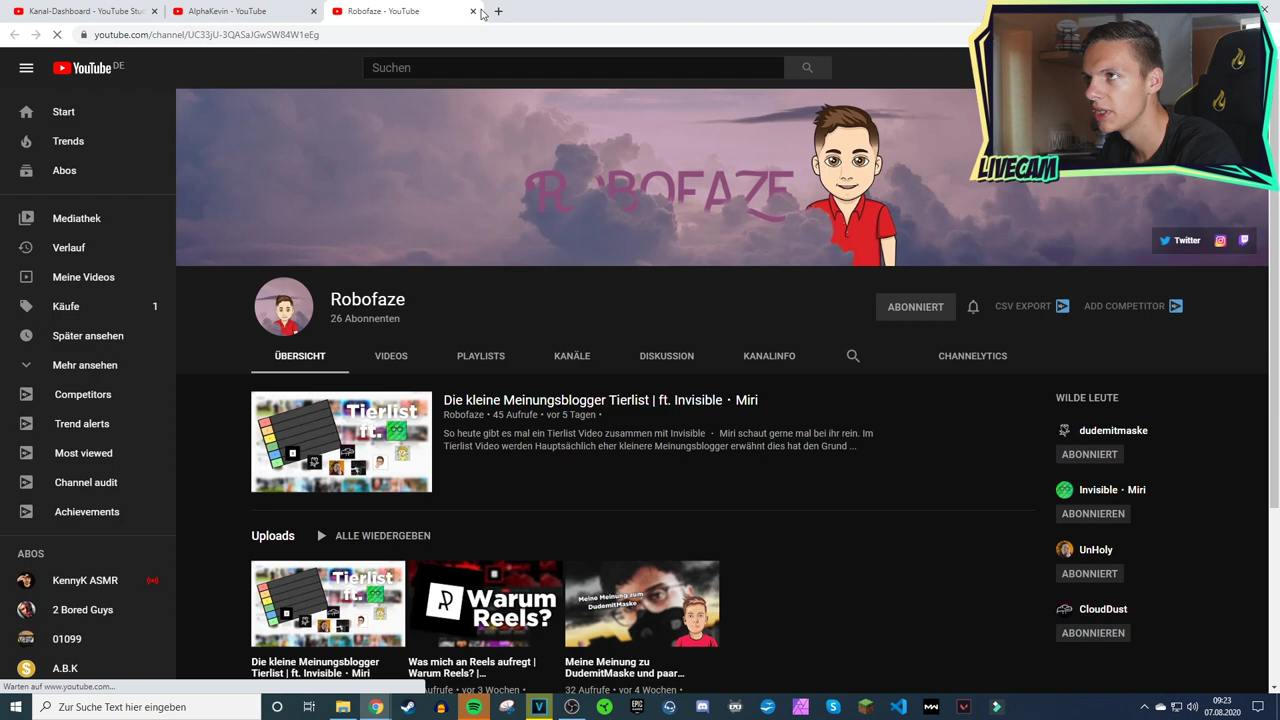 Kanal-Dashboard - YouTube Stu
AlphaKevin - YouTube
Robofaze - YouTube
youtube.com/channel/UC33jU-3QASaJGwSW84W1eEg
YouTube DE
Suchen
LIVECAM
Start
Trends
Abos
Mediathek
Verlauf
Meine Videos
Käufe 1
Später ansehen
Mehr ansehen
Competitors
Trend alerts
Most viewed
Channel audit
Achievements
ABOS
KennyK ASMR
2 Bored Guys
01099
A.B.K
ROBOFAZE
Twitter
Robofaze
26 Abonnenten
ABONNIERT
CSV EXPORT
ADD COMPETITOR
ÜBERSICHT VIDEOS PLAYLISTS KANÄLE DISKUSSION KANALINFO CHANNELYTICS
Tierlist
ft.
Die kleine Meinungsblogger Tierlist | ft. Invisible・Miri
Robofaze • 45 Aufrufe • vor 5 Tagen •
So heute gibt es mal ein Tierlist Video zusammen mit Invisible ・ Miri schaut gerne mal bei ihr rein. Im
Tierlist Video werden Hauptsächlich eher kleinere Meinungsblogger erwähnt dies hat den Grund ...
WILDE LEUTE
dudemitmaske
ABONNIERT
Invisible・Miri
ABONNIEREN
UnHoly
ABONNIERT
CloudDust
ABONNIEREN
Uploads
ALLE WIEDERGEBEN
Tierlist
ft.
Warum
Reels?
Meine Meinung zum
DudemitMaske
Die kleine Meinungsblogger
Tierlist | ft. Invisible・Miri
Was mich an Reels aufregt |
Warum Reels? |...
Meine Meinung zu
DudemitMaske und paar...
Aufrufe • vor 3 Wochen
32 Aufrufe • vor 4 Wochen
Warten auf www.youtube.com...
Zur Suche Text hier eingeben
09:23
07.08.2020